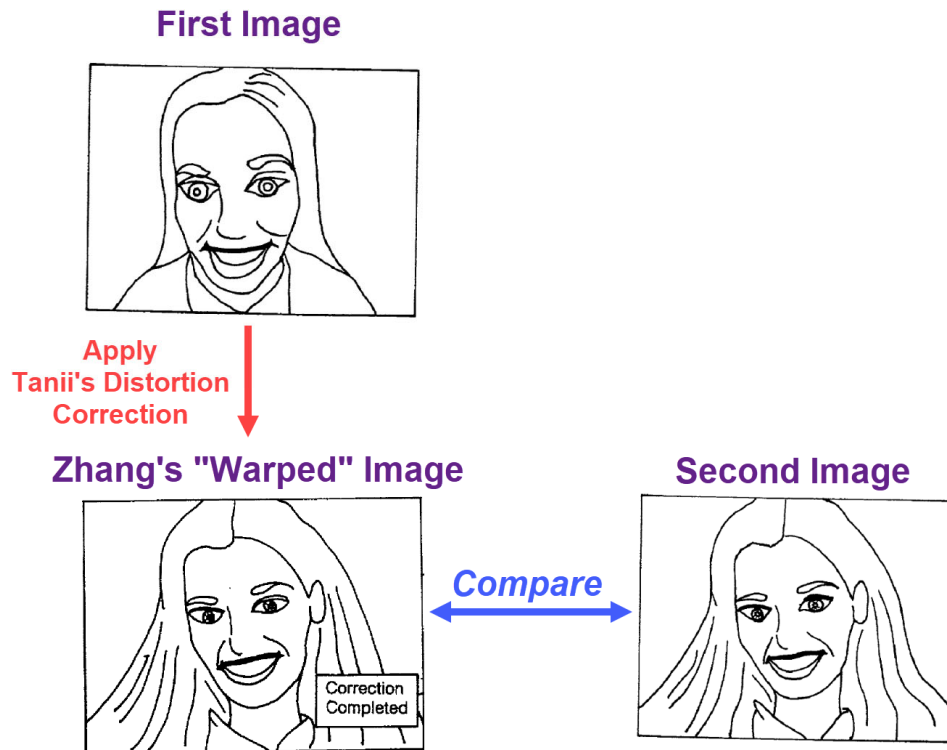 First Image
Apply
Tanii's Distortion
Correction
Zhang's "Warped" Image
Second Image
Compare
Correction
Completed